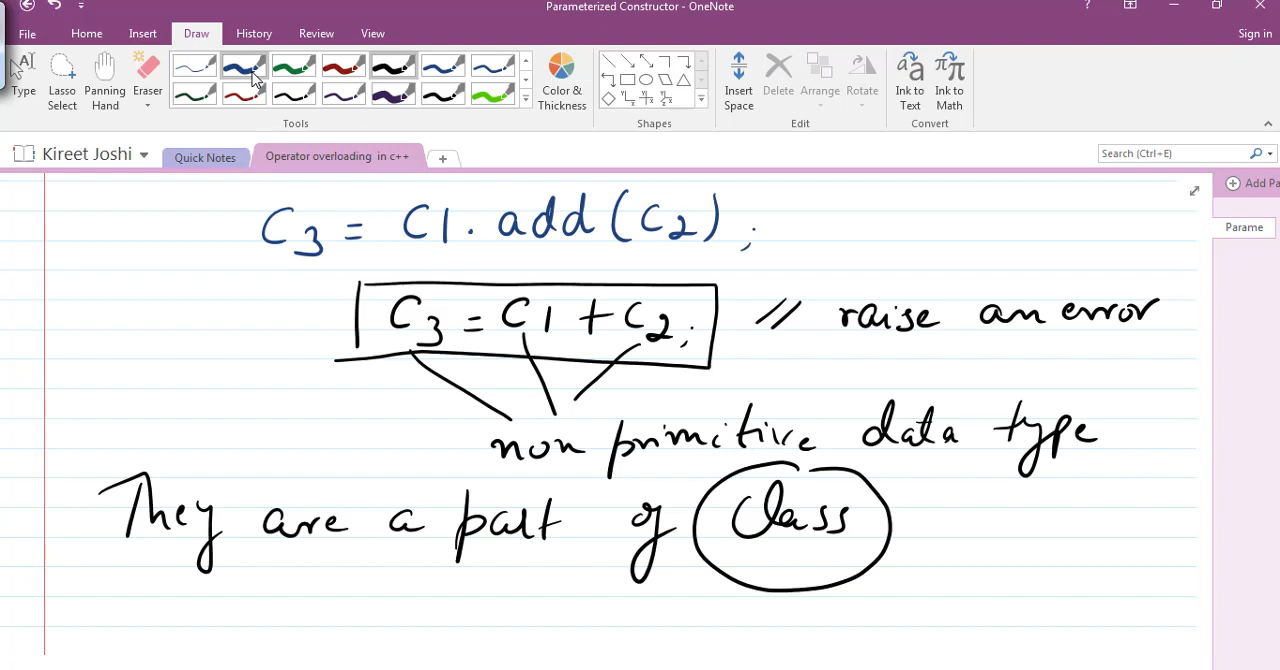 Parameterized Constructor - OneNote
?
File Home Insert Draw History Review View
Sign in
Type
Lasso Select
Panning Hand
Eraser
Color & Thickness
Insert Space
Delete
Arrange
Rotate
Ink to Text
Ink to Math
Tools
Shapes
Edit
Convert
Kireet Joshi
Quick Notes
Operator overloading in c++
Search (Ctrl+E)
Add Pa
Parame
C3 = C1. add (C2) ;
C3 = C1 + C2; // raise an error
non primitive data type
They are a part of Class